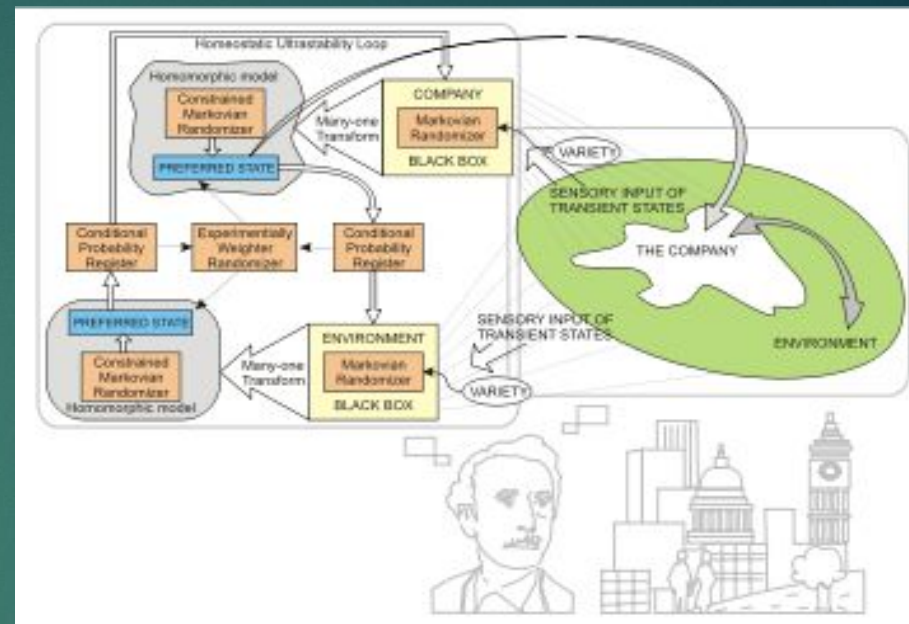 Homeostatic Ultrastability Loop
Homomorphic model
Constrained
Markovian
Randomizer
PREFERRED STATE
Many-one
Transform
COMPANY
Markovian
Randomizer
BLACK BOX
VARIETY
SENSORY INPUT OF
TRANSIENT STATES
THE COMPANY
ENVIRONMENT
Conditional
Probability
Register
Experimentially
Weighter
Randomizer
Conditional
Probability
Register
PREFERRED STATE
Constrained
Markovian
Randomizer
Homomorphic model
Many-one
Transform
ENVIRONMENT
Markovian
Randomizer
BLACK BOX
SENSORY INPUT OF
TRANSIENT STATES
VARIETY